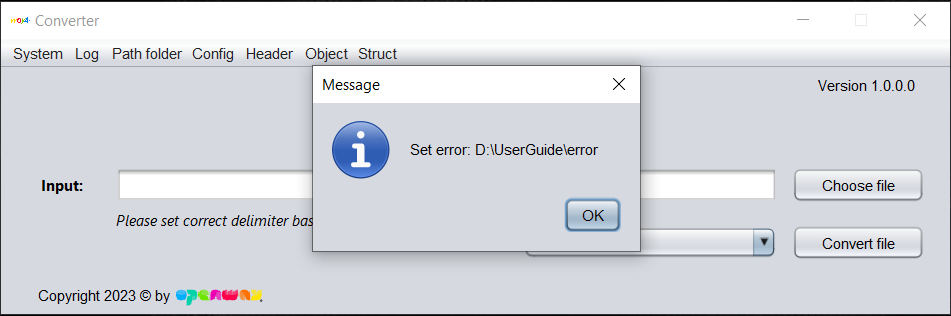 Converter
System Log Path folder Config Header Object Struct
Message
Version 1.0.0.0
Set error: D:\UserGuide\error
Input:
Choose file
Please set correct delimiter bas
OK
Convert file
Copyright 2023 © by openway.